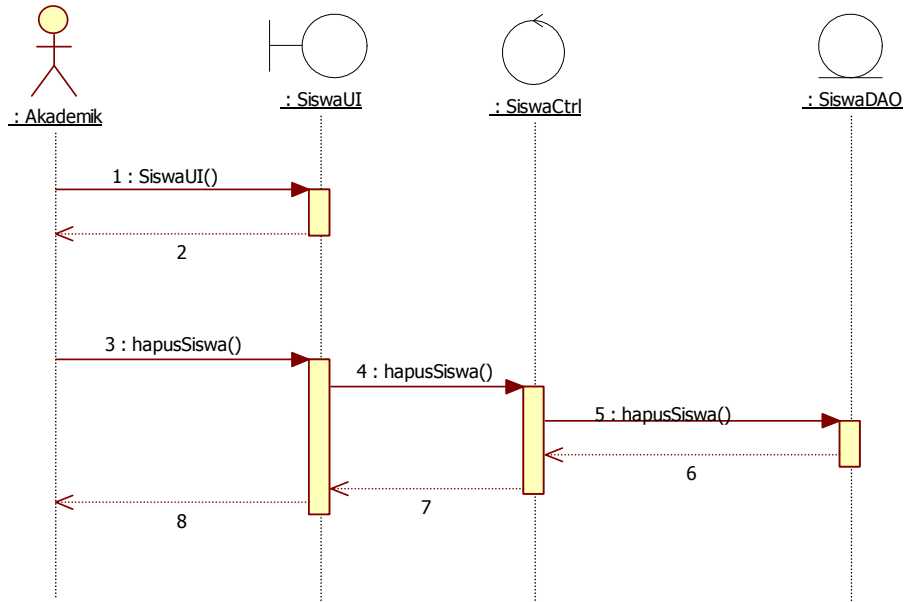 : Akademik
: SiswaUI
: SiswaCtrl
: SiswaDAO
1 : SiswaUI()
2
3 : hapusSiswa()
4 : hapusSiswa()
5 : hapusSiswa()
6
7
8